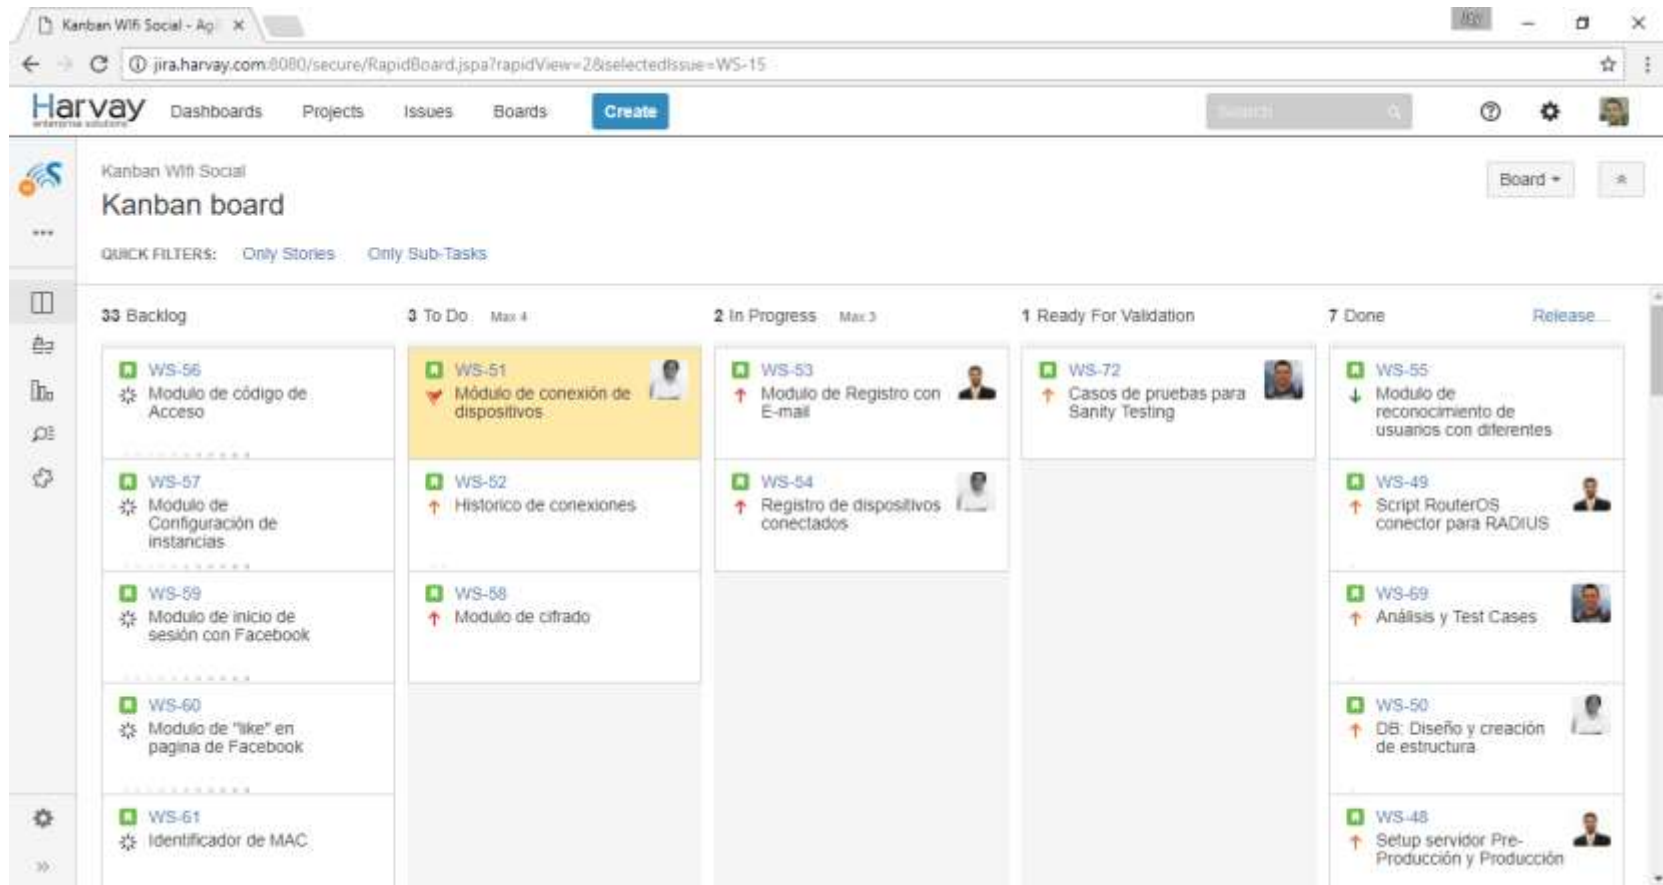 Kanban Wifi Social - Agi
jira.harvay.com:8080/secure/RapidBoard.jspa?rapidView=2&selectedIssue=WS-15
Harvay
enterprise solutions
Dashboards Projects Issues Boards Create Search
Kanban Wifi Social
Kanban board
Board
QUICK FILTERS: Only Stories Only Sub-Tasks
33 Backlog
WS-56
Modulo de código de
Acceso
WS-57
Modulo de
Configuración de
instancias
WS-59
Modulo de inicio de
sesión con Facebook
WS-60
Modulo de "like" en
pagina de Facebook
WS-61
Identificador de MAC
3 To Do Max 4
WS-51
Módulo de conexión de
dispositivos
WS-52
Historico de conexiones
WS-58
Modulo de cifrado
2 In Progress Max 3
WS-53
Modulo de Registro con
E-mail
WS-54
Registro de dispositivos
conectados
1 Ready For Validation
WS-72
Casos de pruebas para
Sanity Testing
7 Done Release...
WS-55
Modulo de
reconocimiento de
usuarios con diferentes
WS-49
Script RouterOS
conector para RADIUS
WS-69
Análisis y Test Cases
WS-50
DB: Diseño y creación
de estructura
WS-48
Setup servidor Pre-
Producción y Producción